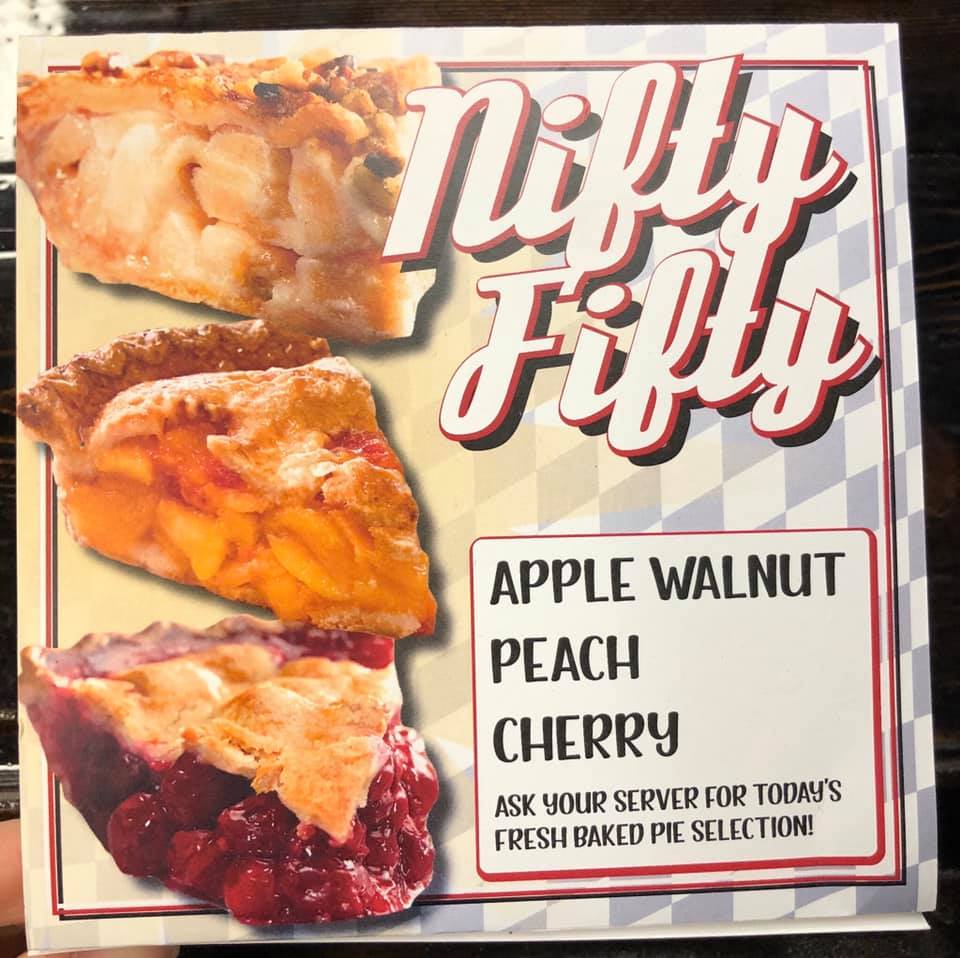 Nifty
Fifty
APPLE WALNUT
PEACH
CHERRY
ASK YOUR SERVER FOR TODAY'S
FRESH BAKED PIE SELECTION!